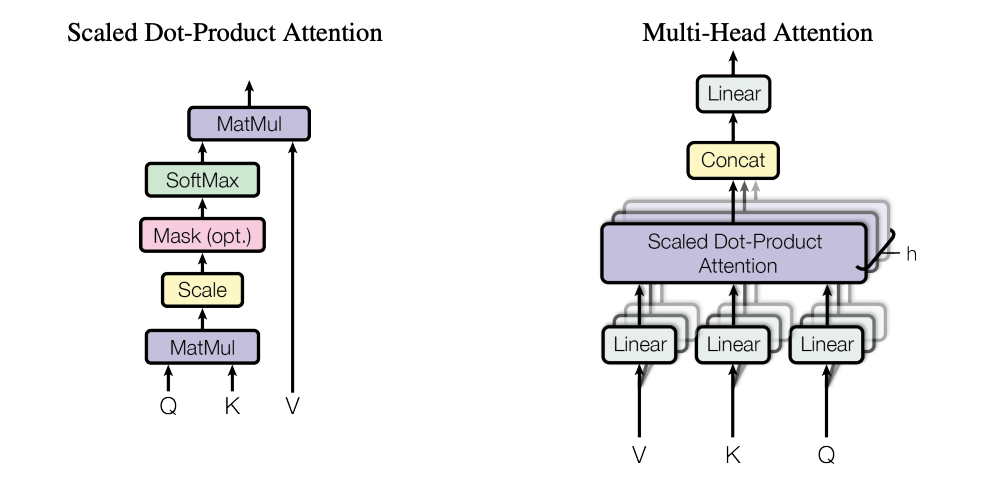 Scaled Dot-Product Attention
MatMul
SoftMax
Mask (opt.)
Scale
MatMul
Q K V
Multi-Head Attention
Linear
Concat
Scaled Dot-Product
Attention
h
Linear Linear Linear
V K Q